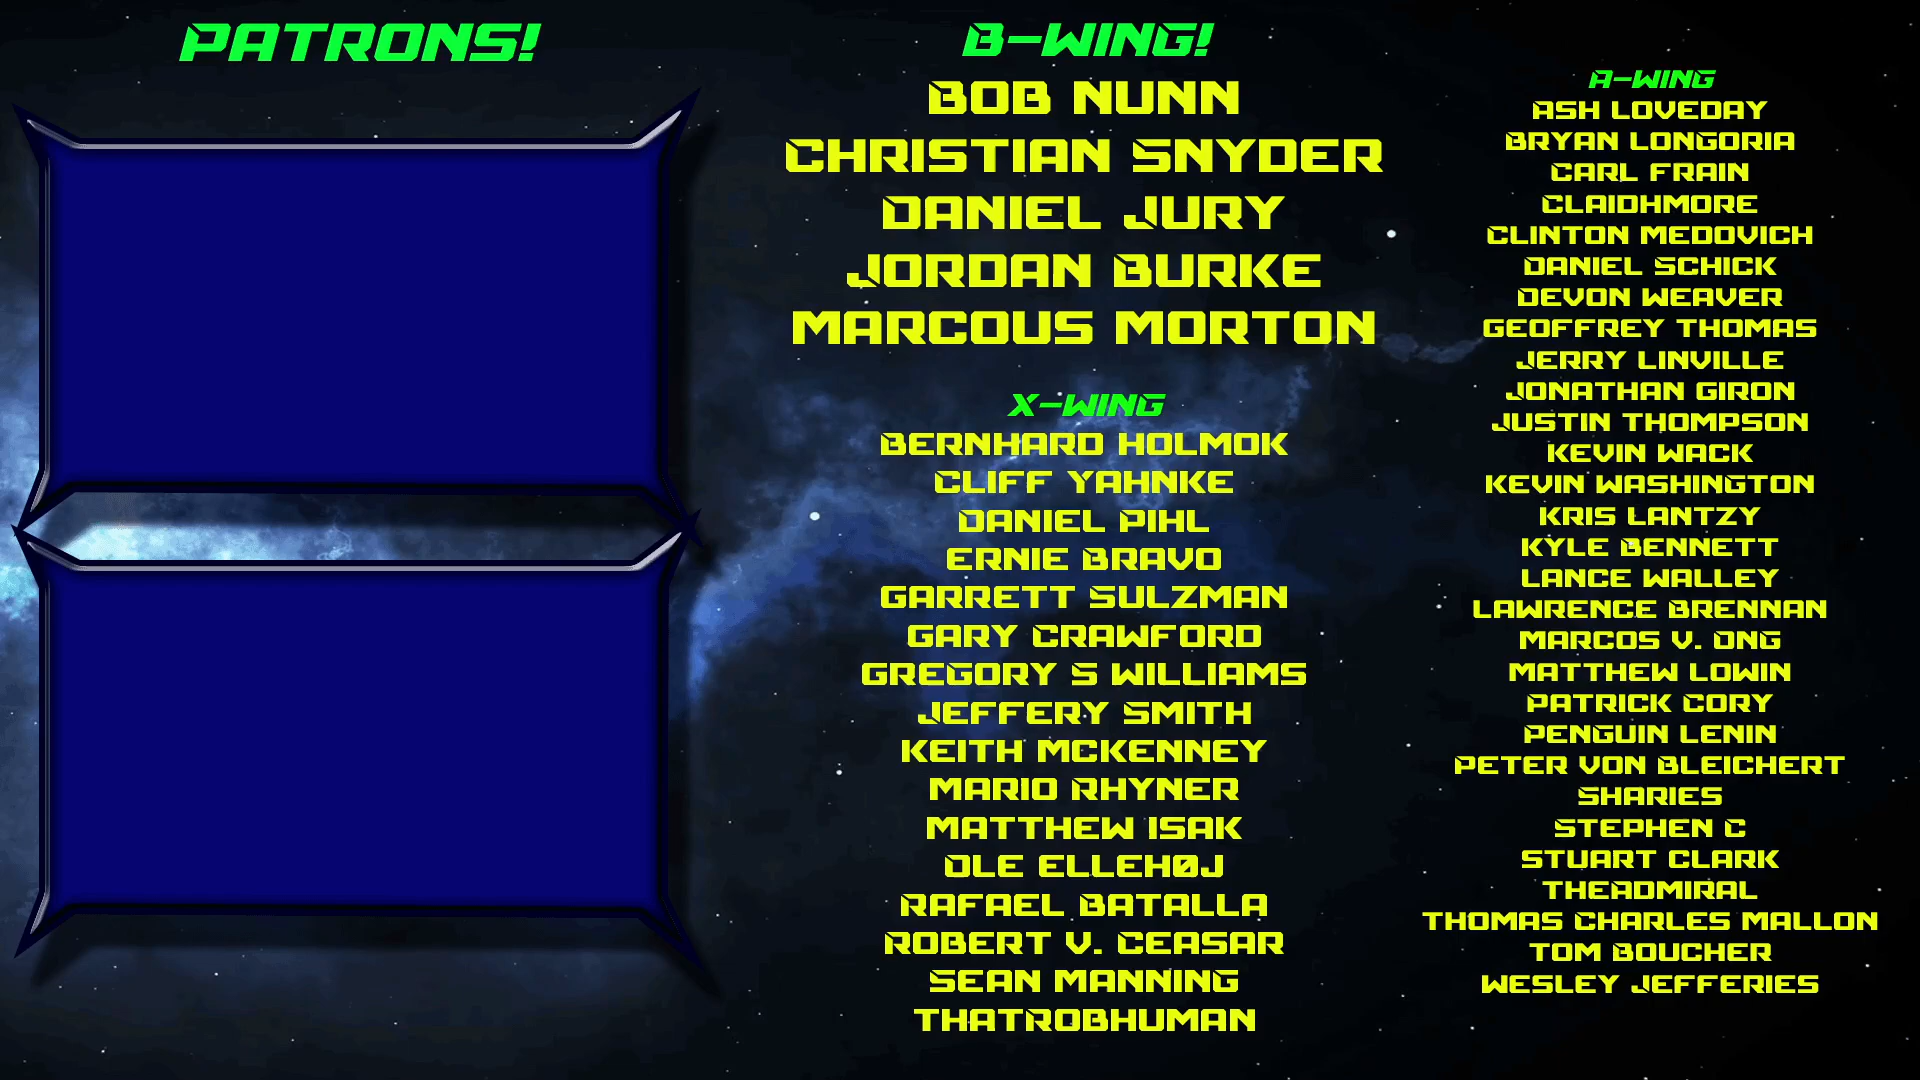 PATRONS!
B-WING!
BOB NUNN
CHRISTIAN SNYDER
DANIEL JURY
JORDAN BURKE
MARCOUS MORTON
X-WING
BERNHARD HOLMOK
CLIFF YAHNKE
DANIEL PIHL
ERNIE BRAVO
GARRETT SULZMAN
GARY CRAWFORD
GREGORY S WILLIAMS
JEFFERY SMITH
KEITH MCKENNEY
MARIO RHYNER
MATTHEW ISAK
OLE ELLEHØJ
RAFAEL BATALLA
ROBERT V. CEASAR
SEAN MANNING
THATROBHUMAN
A-WING
ASH LOVEDAY
BRYAN LONGORIA
CARL FRAIN
CLAIDHMORE
CLINTON MEDOVICH
DANIEL SCHICK
DEVON WEAVER
GEOFFREY THOMAS
JERRY LINVILLE
JONATHAN GIRON
JUSTIN THOMPSON
KEVIN WACK
KEVIN WASHINGTON
KRIS LANTZY
KYLE BENNETT
LANCE WALLEY
LAWRENCE BRENNAN
MARCOS V. ONG
MATTHEW LOWIN
PATRICK CORY
PENGUIN LENIN
PETER VON BLEICHERT
SHARIES
STEPHEN C
STUART CLARK
THEADMIRAL
THOMAS CHARLES MALLON
TOM BOUCHER
WESLEY JEFFERIES